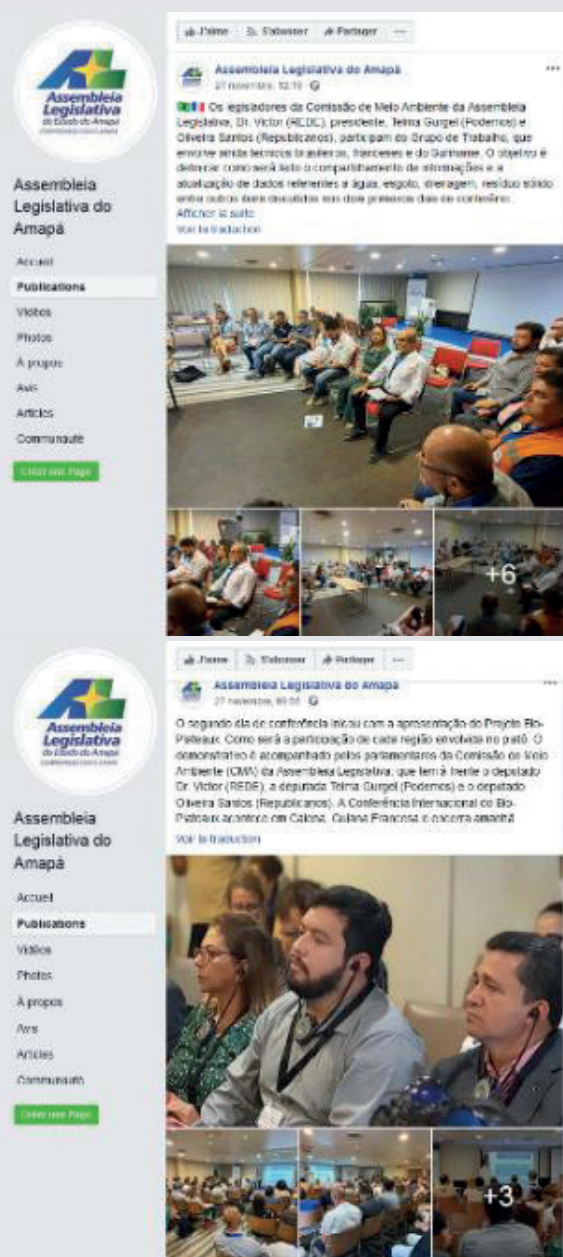 J'aime S'abonner Partager ...
Assembleia
Legislativa
do Estado do Amapá
Assembleia
Legislativa do
Amapá
Accueil
Publications
Vidéos
Photos
À propos
Avis
Articles
Communauté
Créer une Page
Assembleia Legislativa do Amapá
27 novembre, 12:19
Os legisladores da Comissão de Meio Ambiente da Assembleia
Legislativa, Dr. Victor (REDE), presidente, Telma Gurgel (Podemos) e
Oliveira Santos (Republicanos), participam do Grupo de Trabalho, que
envolve ainda técnicos brasileiros, franceses e do Suriname. O objetivo é
delinear como será feito o compartilhamento de informações e a
atualização de dados referentes a água, esgoto, drenagem, resíduo sólido
entre outros itens discutidos nos dois primeiros dias de conferência.
Afficher la suite
Voir la traduction
+6
J'aime S'abonner Partager ...
Assembleia
Legislativa
do Estado do Amapá
Assembleia
Legislativa do
Amapá
Accueil
Publications
Vidéos
Photos
À propos
Avis
Articles
Communauté
Créer une Page
Assembleia Legislativa do Amapá
27 novembre,
O segundo dia de conferência iniciou com a apresentação do Projeto Bio-
Plateaux. Como será a participação de cada região envolvida no platô. O
demonstrativo é acompanhado pelos parlamentares da Comissão de Meio
Ambiente (CMA) da Assembleia Legislativa, que tem à frente o deputado
Dr. Victor (REDE), a deputada Telma Gurgel (Podemos) e o deputado
Oliveira Santos (Republicanos). A Conferência Internacional do Bio-
Plateaux acontece em Caiena, Guiana Francesa e encerra amanhã
Voir la traduction
+3